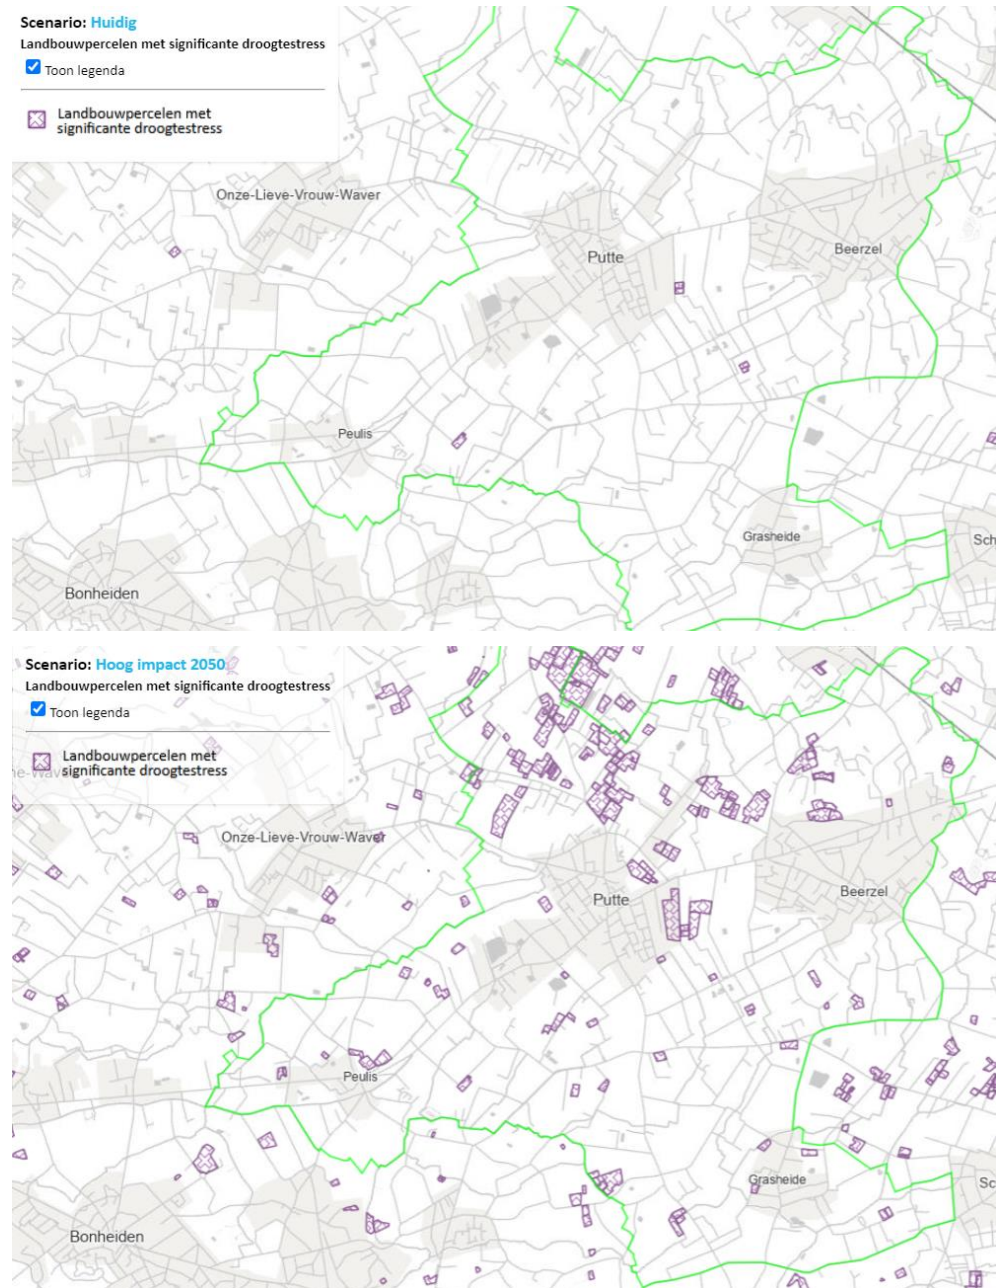 Scenario: Huidig
Landbouwpercelen met significante droogtestress
Toon legenda
Landbouwpercelen met
significante droogtestress
Onze-Lieve-Vrouw-Waver
Putte
Beerzel
Peulis
Grasheide
Sch
Bonheiden
Scenario: Hoog impact 2050
Landbouwpercelen met significante droogtestress
Toon legenda
Landbouwpercelen met
significante droogtestress
Onze-Lieve-Vrouw-Waver
Putte
Beerzel
Peulis
Grasheide
Sc
Bonheiden